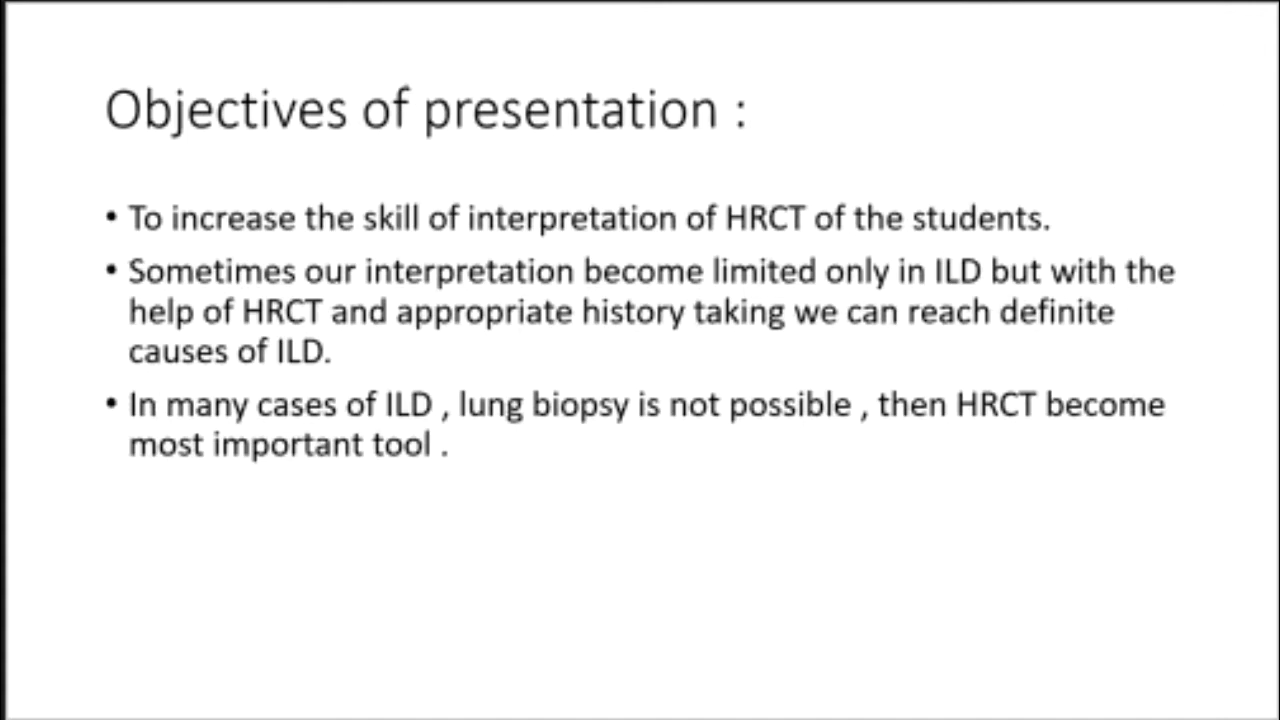 Objectives of presentation :
• To increase the skill of interpretation of HRCT of the students.
• Sometimes our interpretation become limited only in ILD but with the
help of HRCT and appropriate history taking we can reach definite
causes of ILD.
• In many cases of ILD , lung biopsy is not possible , then HRCT become
most important tool .